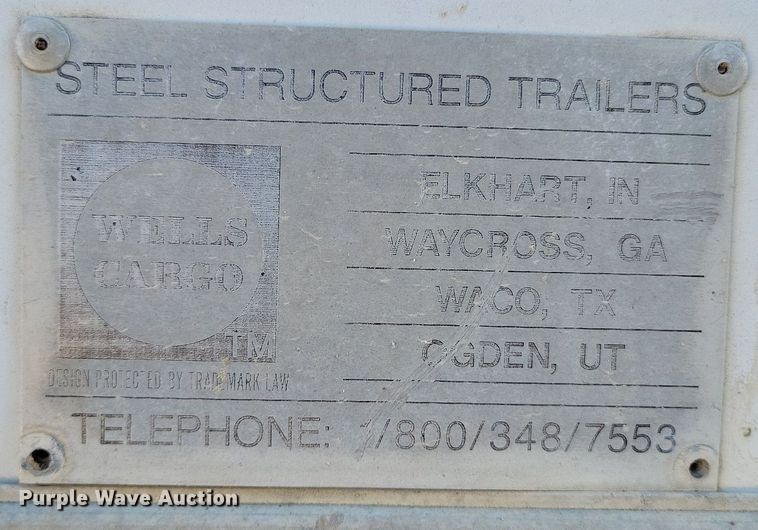 STEEL STRUCTURED TRAILERS
WELLS
CARGO
TM
DESIGN PROTECTED BY TRADEMARK LAW
ELKHART, IN
WAYCROSS, GA
WACO, TX
OGDEN, UT
TELEPHONE: 1/800/348/7553
Purple Wave Auction